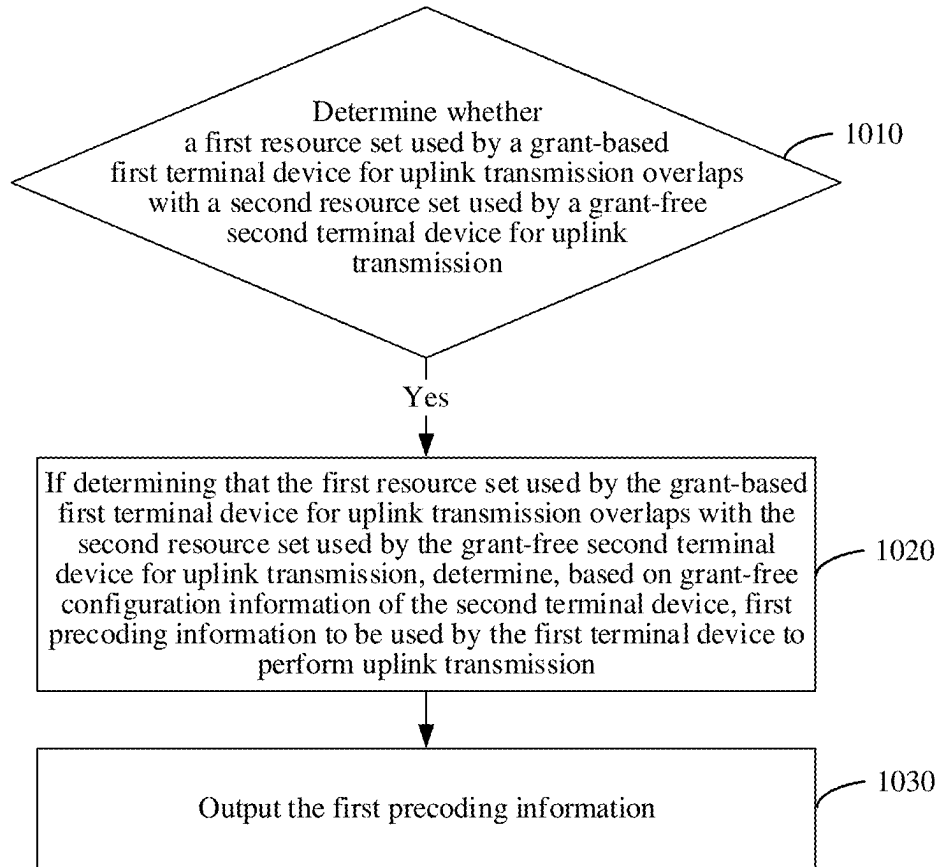 Determine whether
a first resource set used by a grant-based
first terminal device for uplink transmission overlaps
with a second resource set used by a grant-free
second terminal device for uplink
transmission
1010
Yes
If determining that the first resource set used by the grant-based
first terminal device for uplink transmission overlaps with the
second resource set used by the grant-free second terminal
device for uplink transmission, determine, based on grant-free
configuration information of the second terminal device, first
precoding information to be used by the first terminal device to
perform uplink transmission
1020
Output the first precoding information
1030